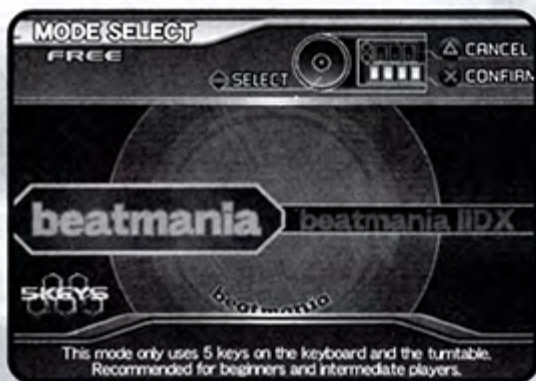 MODE SELECT
FREE
SELECT
CANCEL
CONFIRM
beatmania
beatmania IIDX
5KEYS
beatmania
This mode only uses 5 keys on the keyboard and the turntable.
Recommended for beginners and intermediate players.